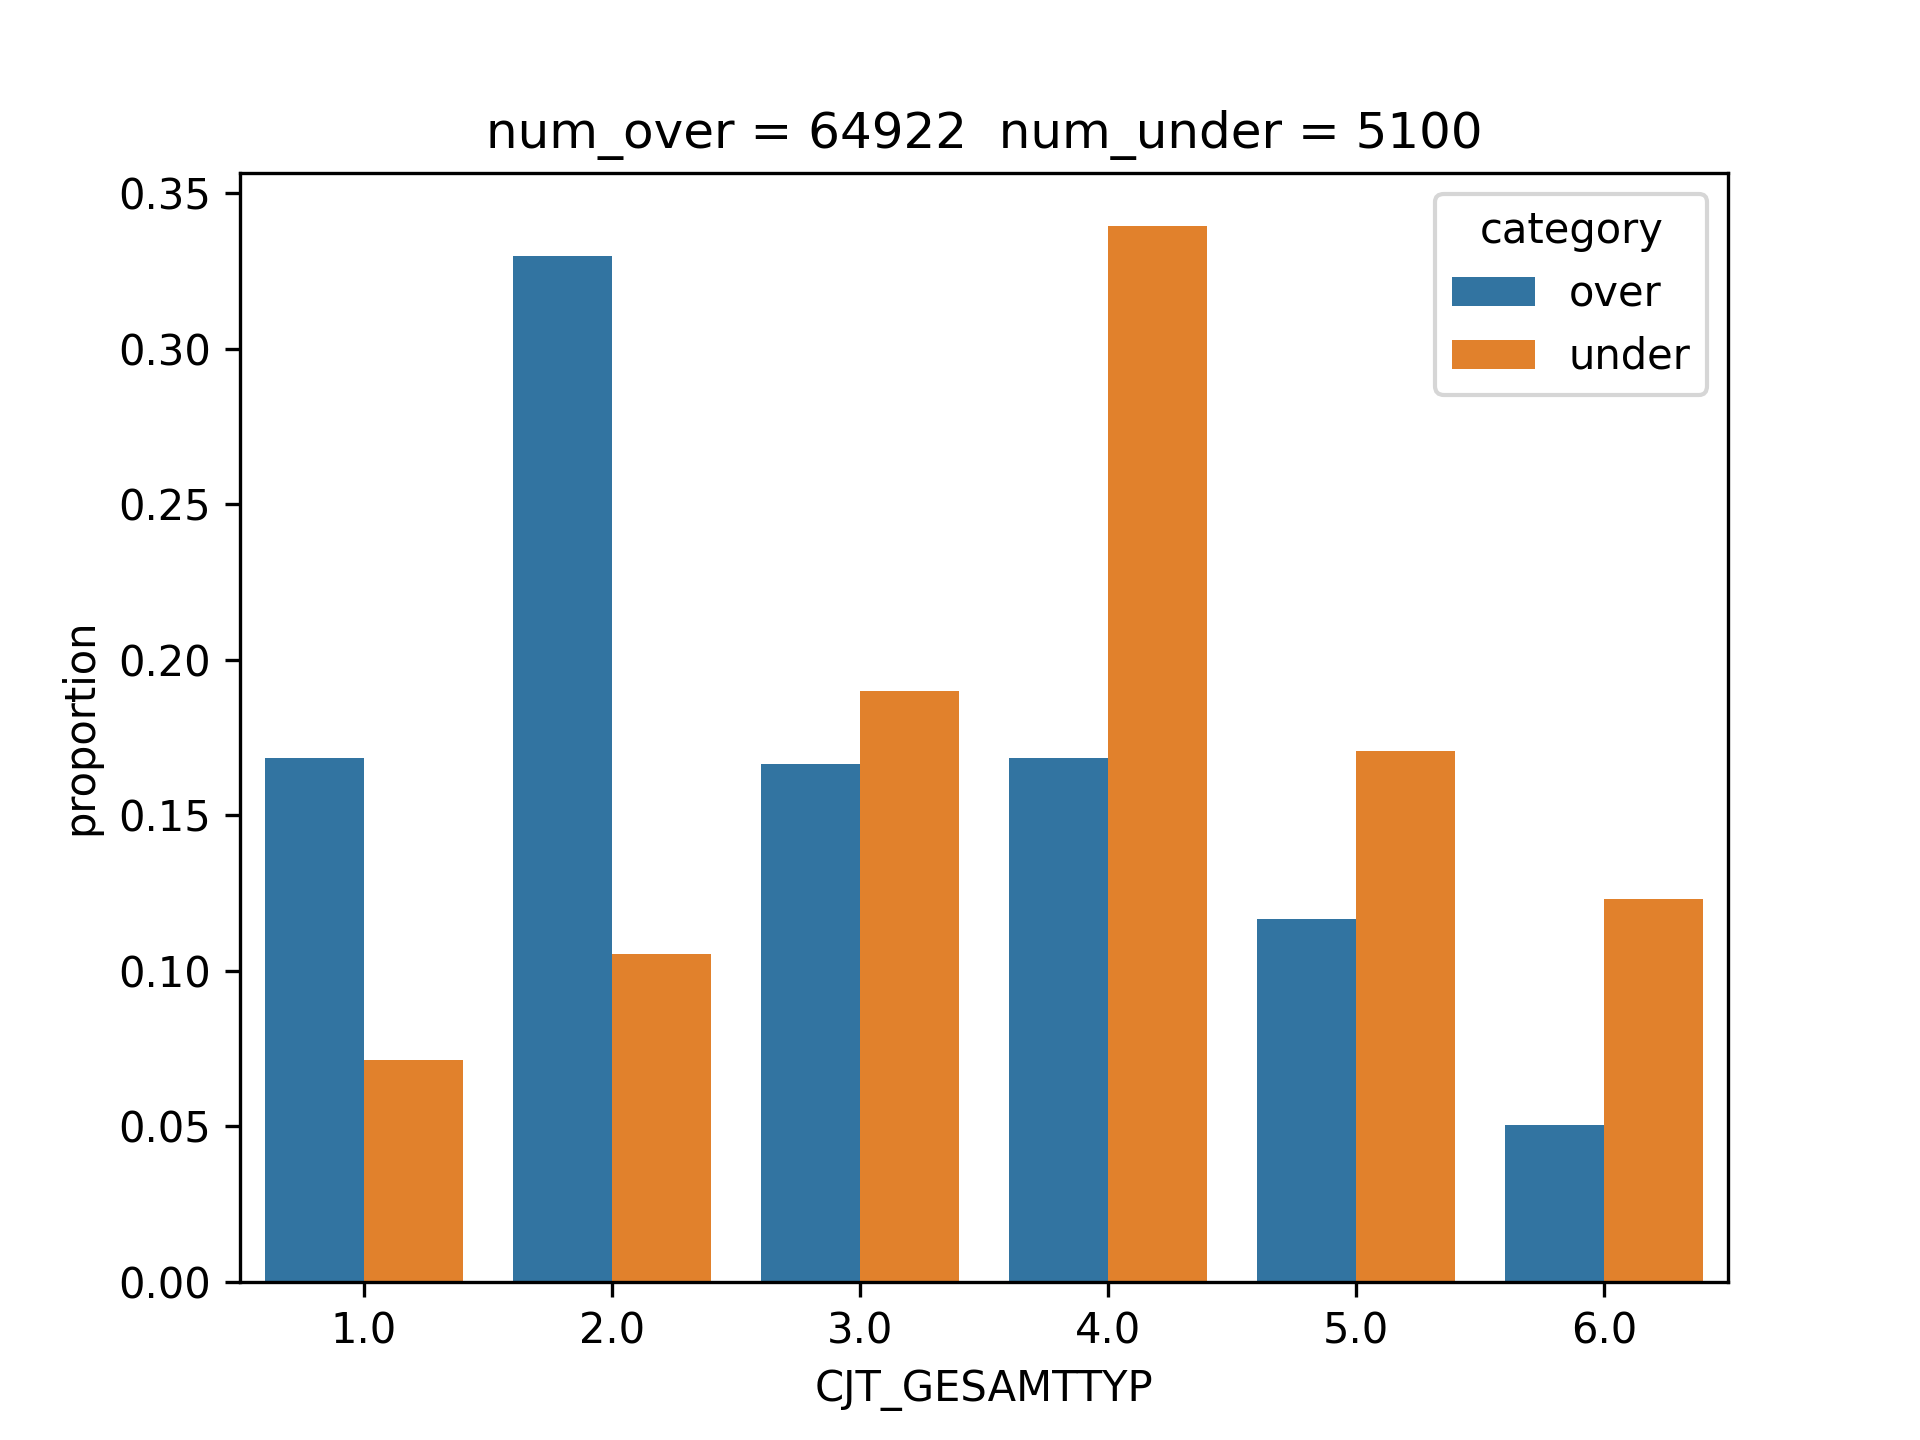 num_over = 64922  num_under = 5100
category
over
under
proportion
0.35
0.30
0.25
0.20
0.15
0.10
0.05
0.00
1.0 2.0 3.0 4.0 5.0 6.0
CJT_GESAMTTYP